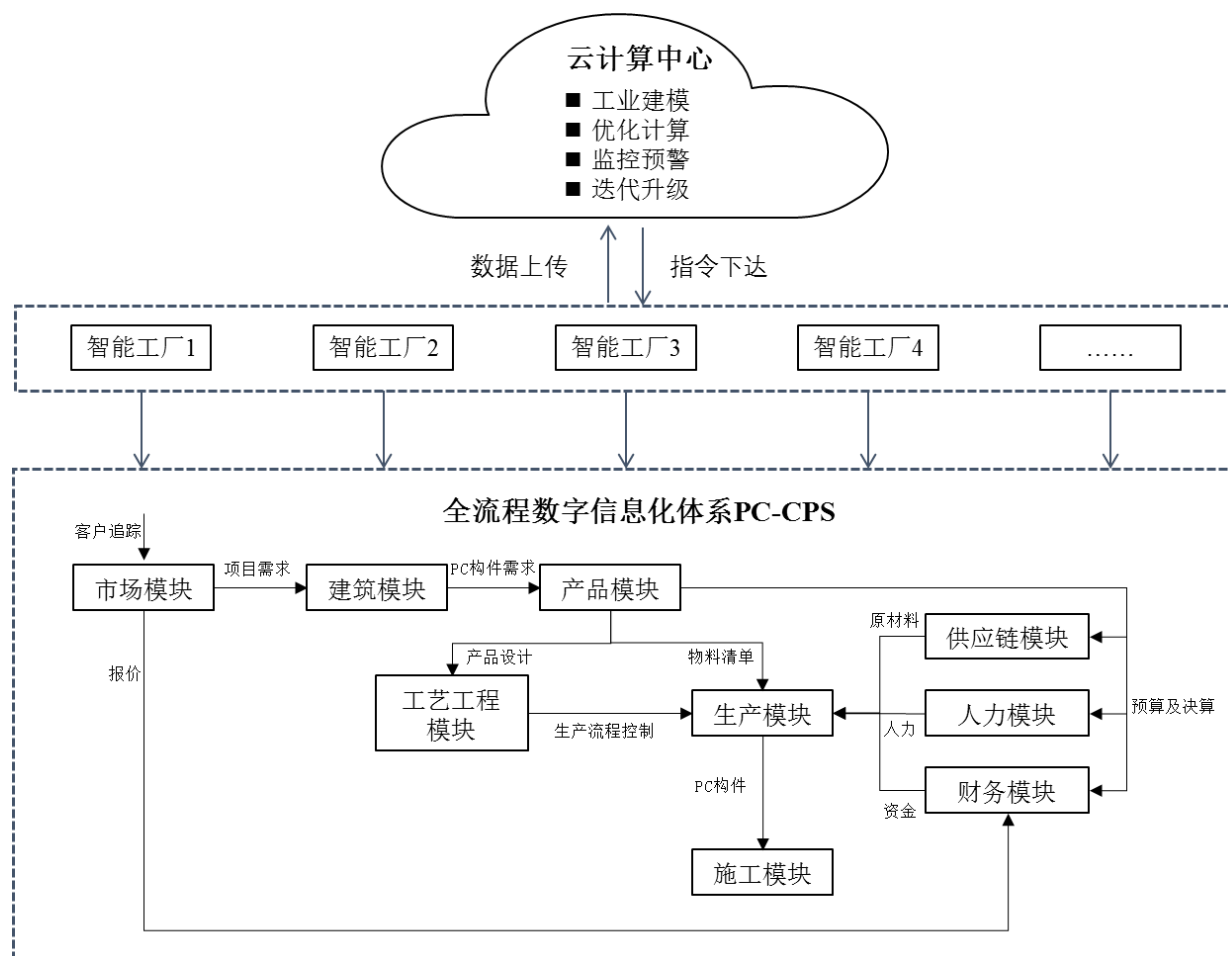 云计算中心
■ 工业建模
■ 优化计算
■ 监控预警
■ 迭代升级
数据上传
指令下达
智能工厂1
智能工厂2
智能工厂3
智能工厂4
……
全流程数字信息化体系PC-CPS
客户追踪
市场模块
项目需求
建筑模块
PC构件需求
产品模块
原材料
供应链模块
报价
产品设计
物料清单
工艺工程
模块
生产流程控制
生产模块
人力
人力模块
预算及决算
PC构件
资金
财务模块
施工模块